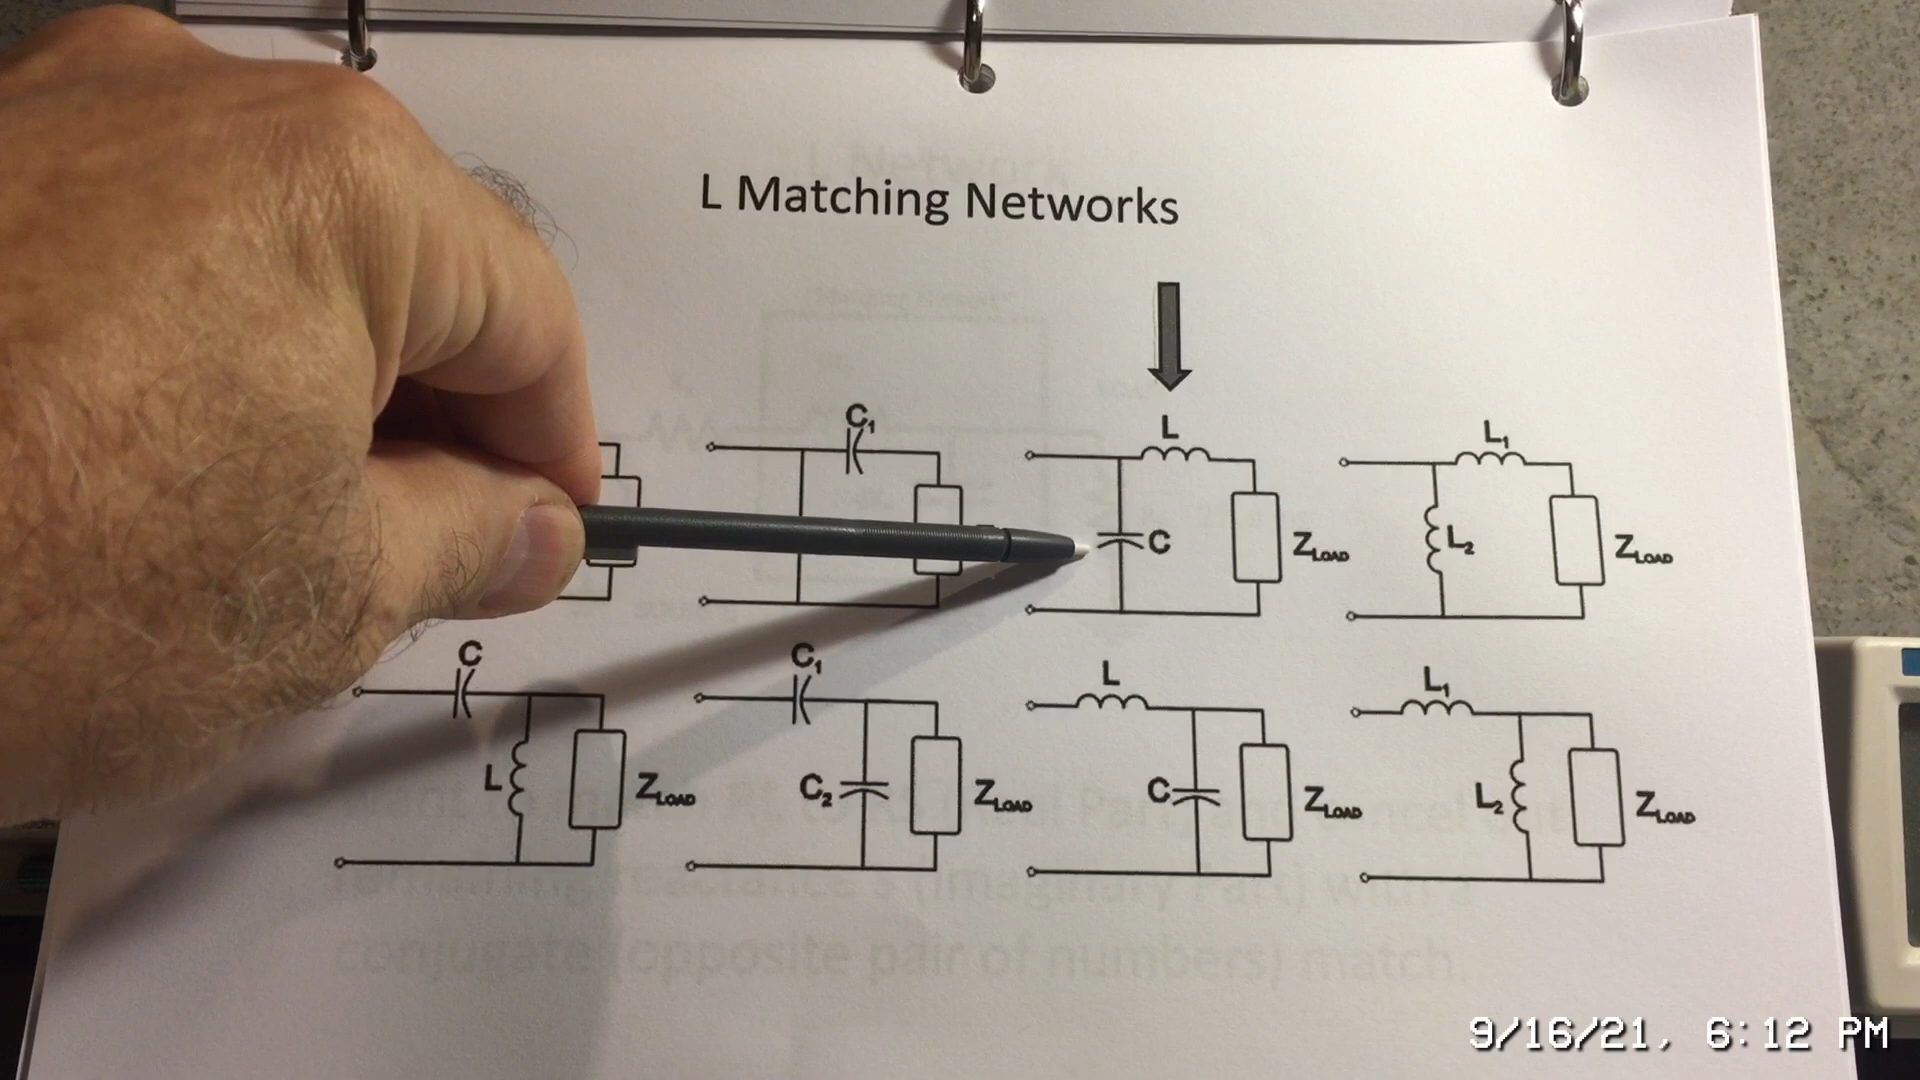 L Matching Networks
C₁
L
Z_LOAD
C
L₁
L₂
Z_LOAD
C
L
Z_LOAD
C₁
C₂
Z_LOAD
L
C
Z_LOAD
L₁
L₂
Z_LOAD
9/16/21, 6:12 PM